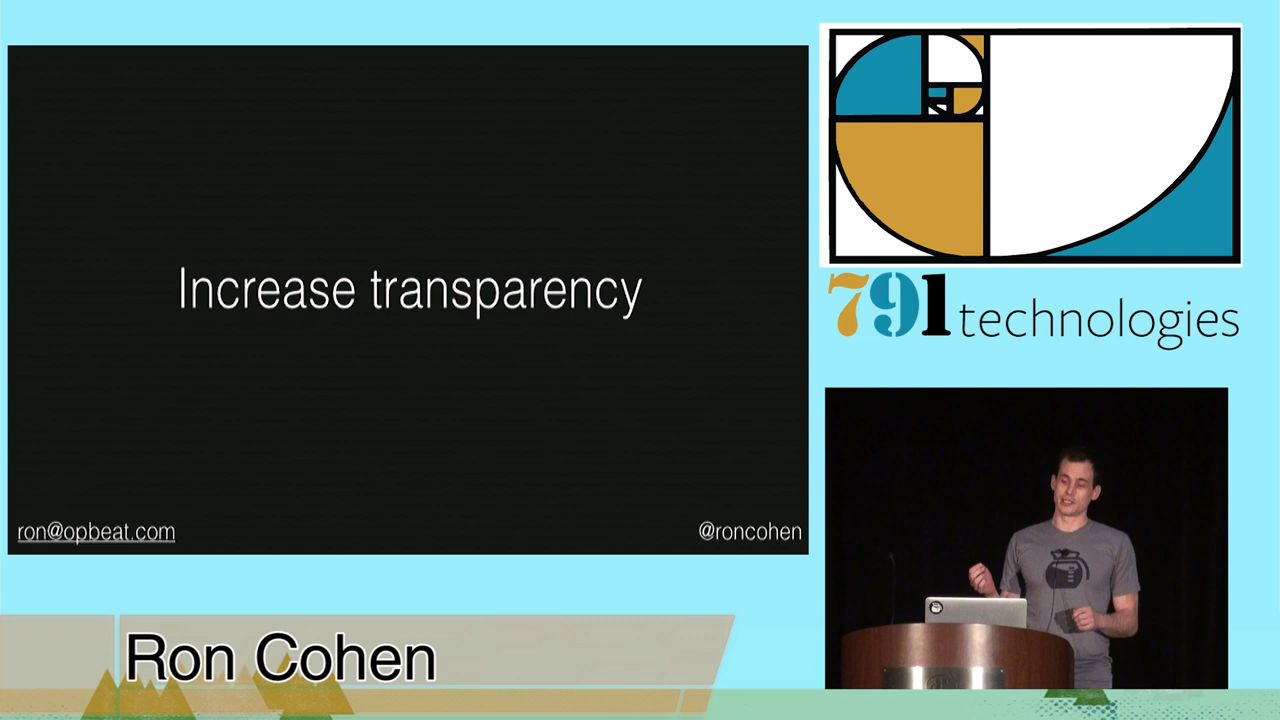 Increase transparency
ron@opbeat.com
@roncohen
791 technologies
Ron Cohen